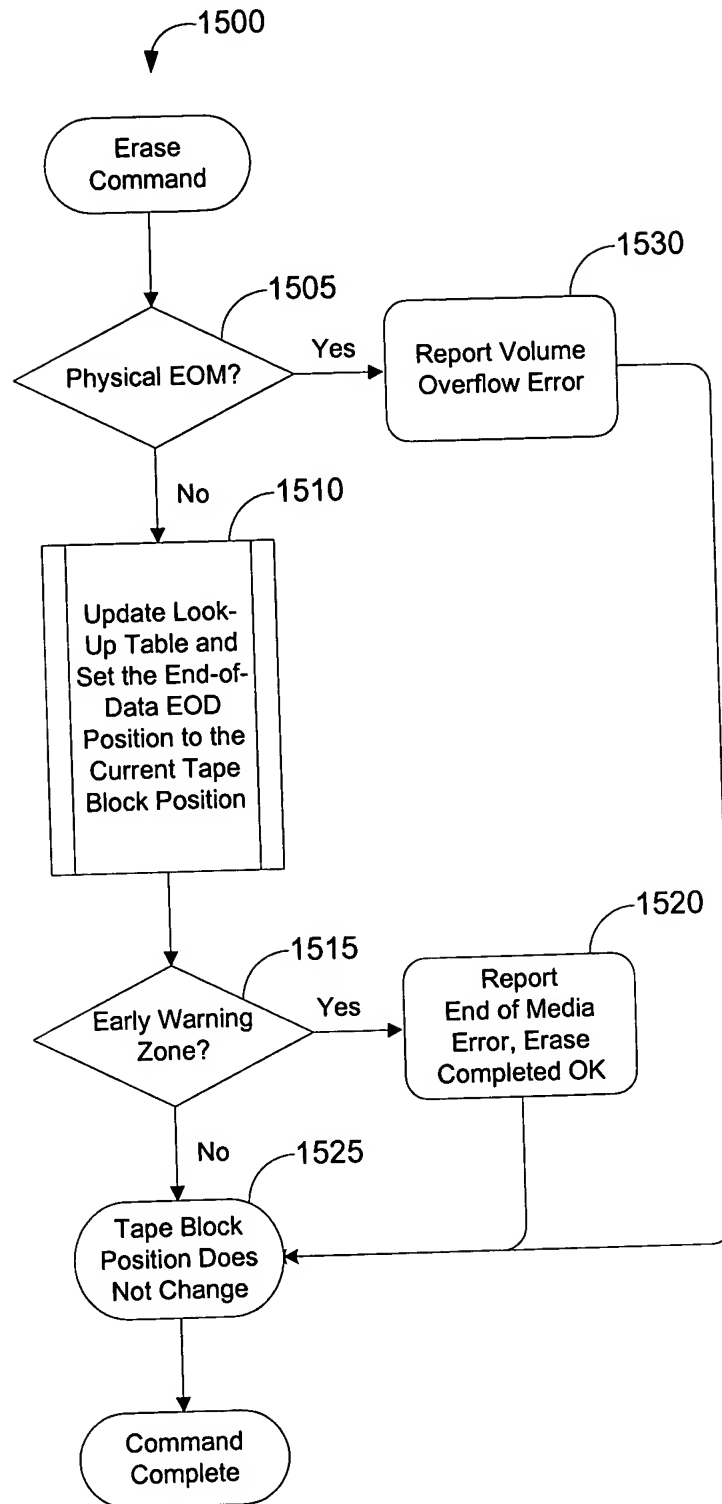 1500
Erase
Command
1505
Physical EOM?
Yes
1530
Report Volume
Overflow Error
No
1510
Update Look-
Up Table and
Set the End-of-
Data EOD
Position to the
Current Tape
Block Position
1515
Early Warning
Zone?
Yes
1520
Report
End of Media
Error, Erase
Completed OK
No
1525
Tape Block
Position Does
Not Change
Command
Complete